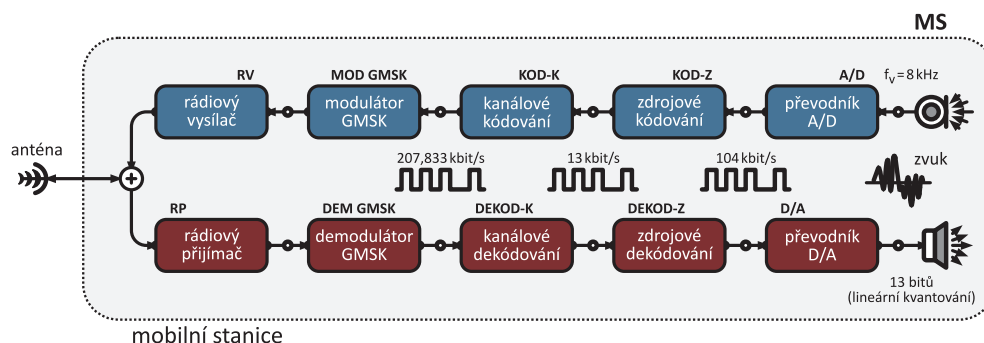 MS
RV
MOD GMSK
KOD-K
KOD-Z
A/D
fv = 8 kHz
rádiový
vysílač
modulátor
GMSK
kanálové
kódování
zdrojové
kódování
převodník
A/D
anténa
207,833 kbit/s
13 kbit/s
104 kbit/s
zvuk
RP
DEM GMSK
DEKOD-K
DEKOD-Z
D/A
rádiový
přijímač
demodulátor
GMSK
kanálové
dekódování
zdrojové
dekódování
převodník
D/A
13 bitů
(lineární kvantování)
mobilní stanice